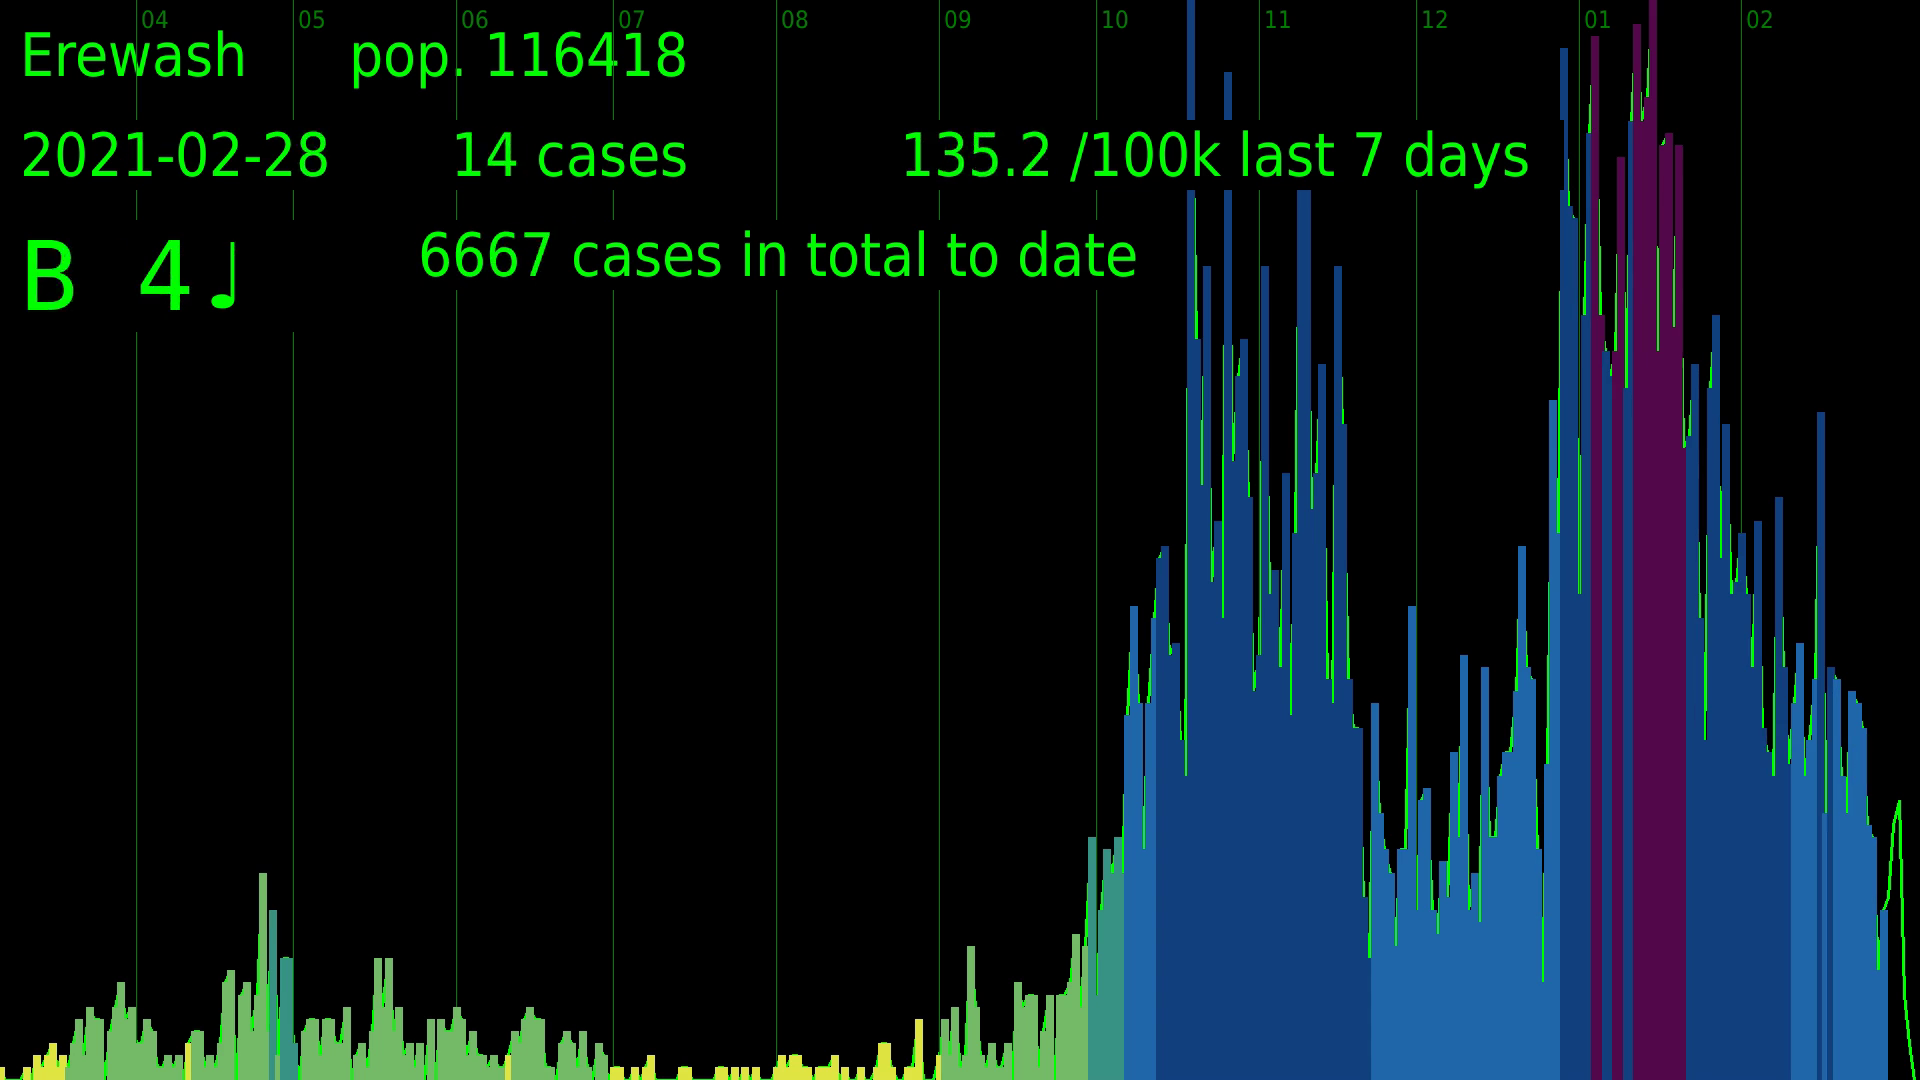 04 05 06 07 08 09 10 11 12 01 02
Erewash pop. 116418
2021-02-28 14 cases 135.2 /100k last 7 days
B 4♩ 6667 cases in total to date